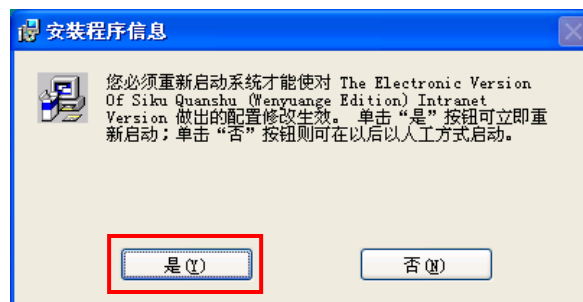 安装程序信息
您必须重新启动系统才能使对 The Electronic Version
Of Siku Quanshu (Wenyuange Edition) Intranet
Version 做出的配置修改生效。 单击“是”按钮可立即重
新启动；单击“否”按钮则可在以后以人工方式启动。
是(Y)
否(N)